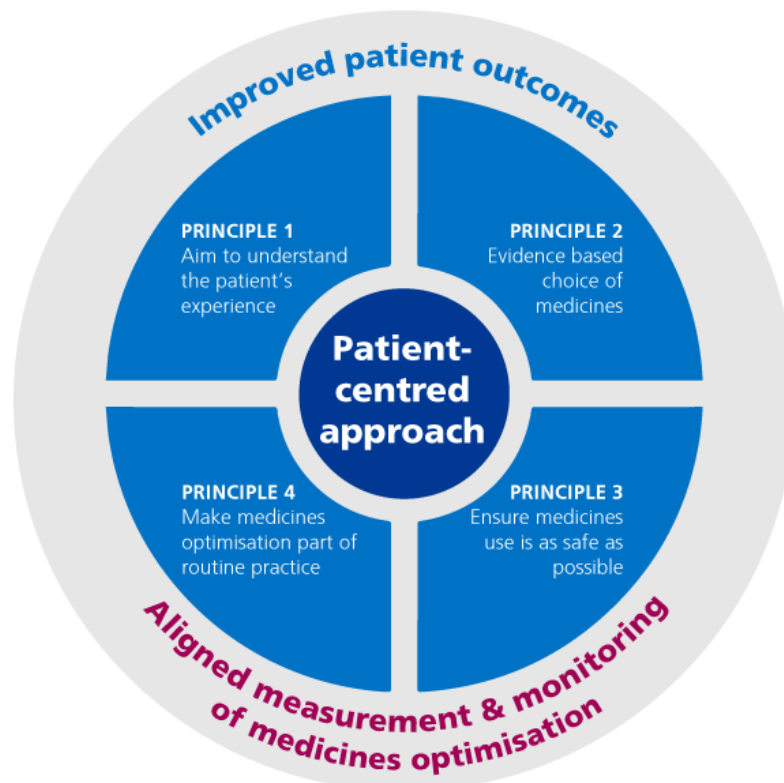 Improved patient outcomes
PRINCIPLE 1
Aim to understand
the patient's
experience
PRINCIPLE 2
Evidence based
choice of
medicines
Patient-
centred
approach
PRINCIPLE 4
Make medicines
optimisation part of
routine practice
PRINCIPLE 3
Ensure medicines
use is as safe as
possible
Aligned measurement & monitoring
of medicines optimisation